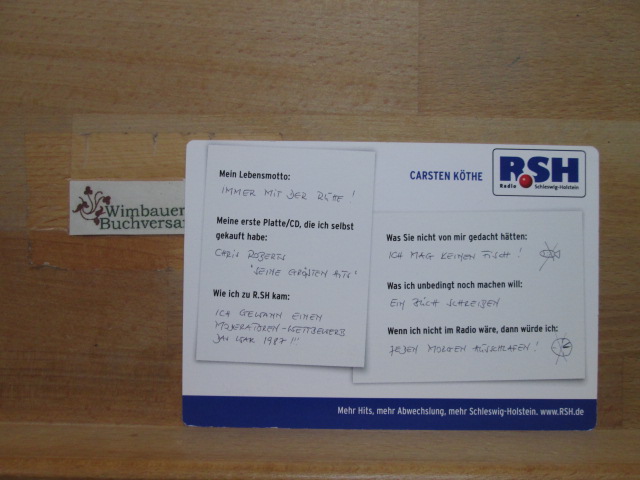 Wimbauer
Buchversa
Mein Lebensmotto:
IMMER MIT DER RUHE !
Meine erste Platte/CD, die ich selbst
gekauft habe:
CHRIS ROBERTS
"SEINE GRÖSTEN HITS"
Wie ich zu R.SH kam:
ICH GEWANN EINEN
MODERATOREN-WETTBEWERB
DAS WAR 1987 !!!
CARSTEN KÖTHE
R.SH
Radio Schleswig-Holstein
Was Sie nicht von mir gedacht hätten:
ICH MAG KEINEN FISCH !
Was ich unbedingt noch machen will:
EIN BUCH SCHREIBEN
Wenn ich nicht im Radio wäre, dann würde ich:
JEDEN MORGEN AUSSCHLAFEN !
Mehr Hits, mehr Abwechslung, mehr Schleswig-Holstein. www.RSH.de